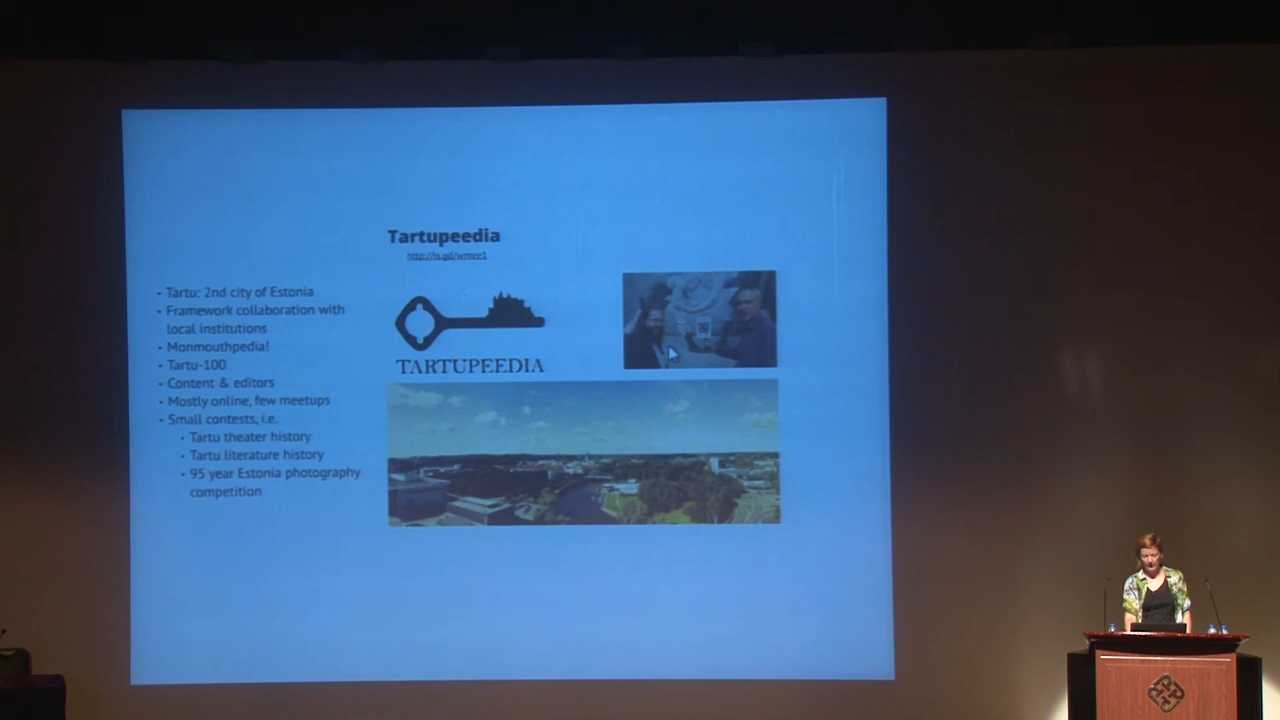 Tartupeedia
http://is.gd/wmee1
- Tartu: 2nd city of Estonia
- Framework collaboration with
local institutions
- Monmouthpedia!
- Tartu-100
- Content & editors
- Mostly online, few meetups
- Small contests, i.e.
- Tartu theater history
- Tartu literature history
- 95 year Estonia photography
competition
TARTUPEEDIA